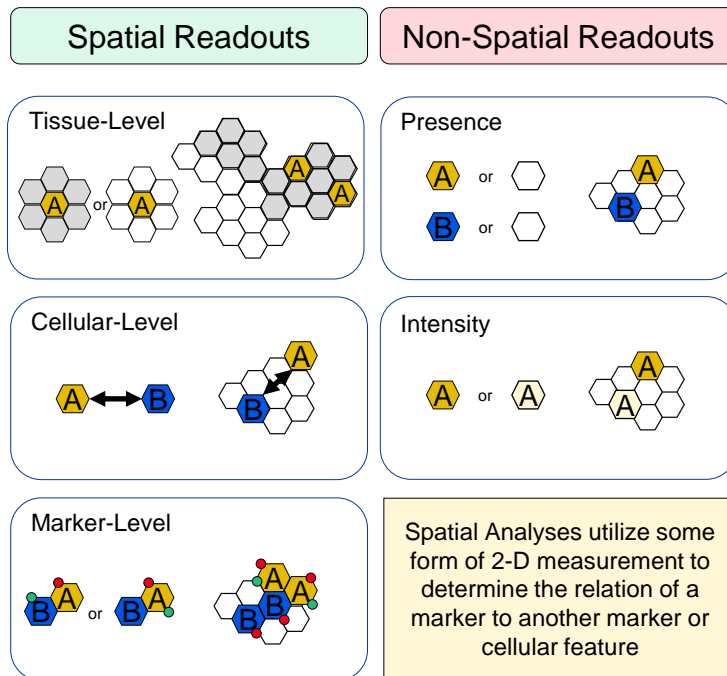 Spatial Readouts
Non-Spatial Readouts
Tissue-Level
A or A
A
A
Presence
A or
B or
A
B
Cellular-Level
A B
A
B
Intensity
A or A
A
A
Marker-Level
B A or B A
A
A
B
B
Spatial Analyses utilize some
form of 2-D measurement to
determine the relation of a
marker to another marker or
cellular feature